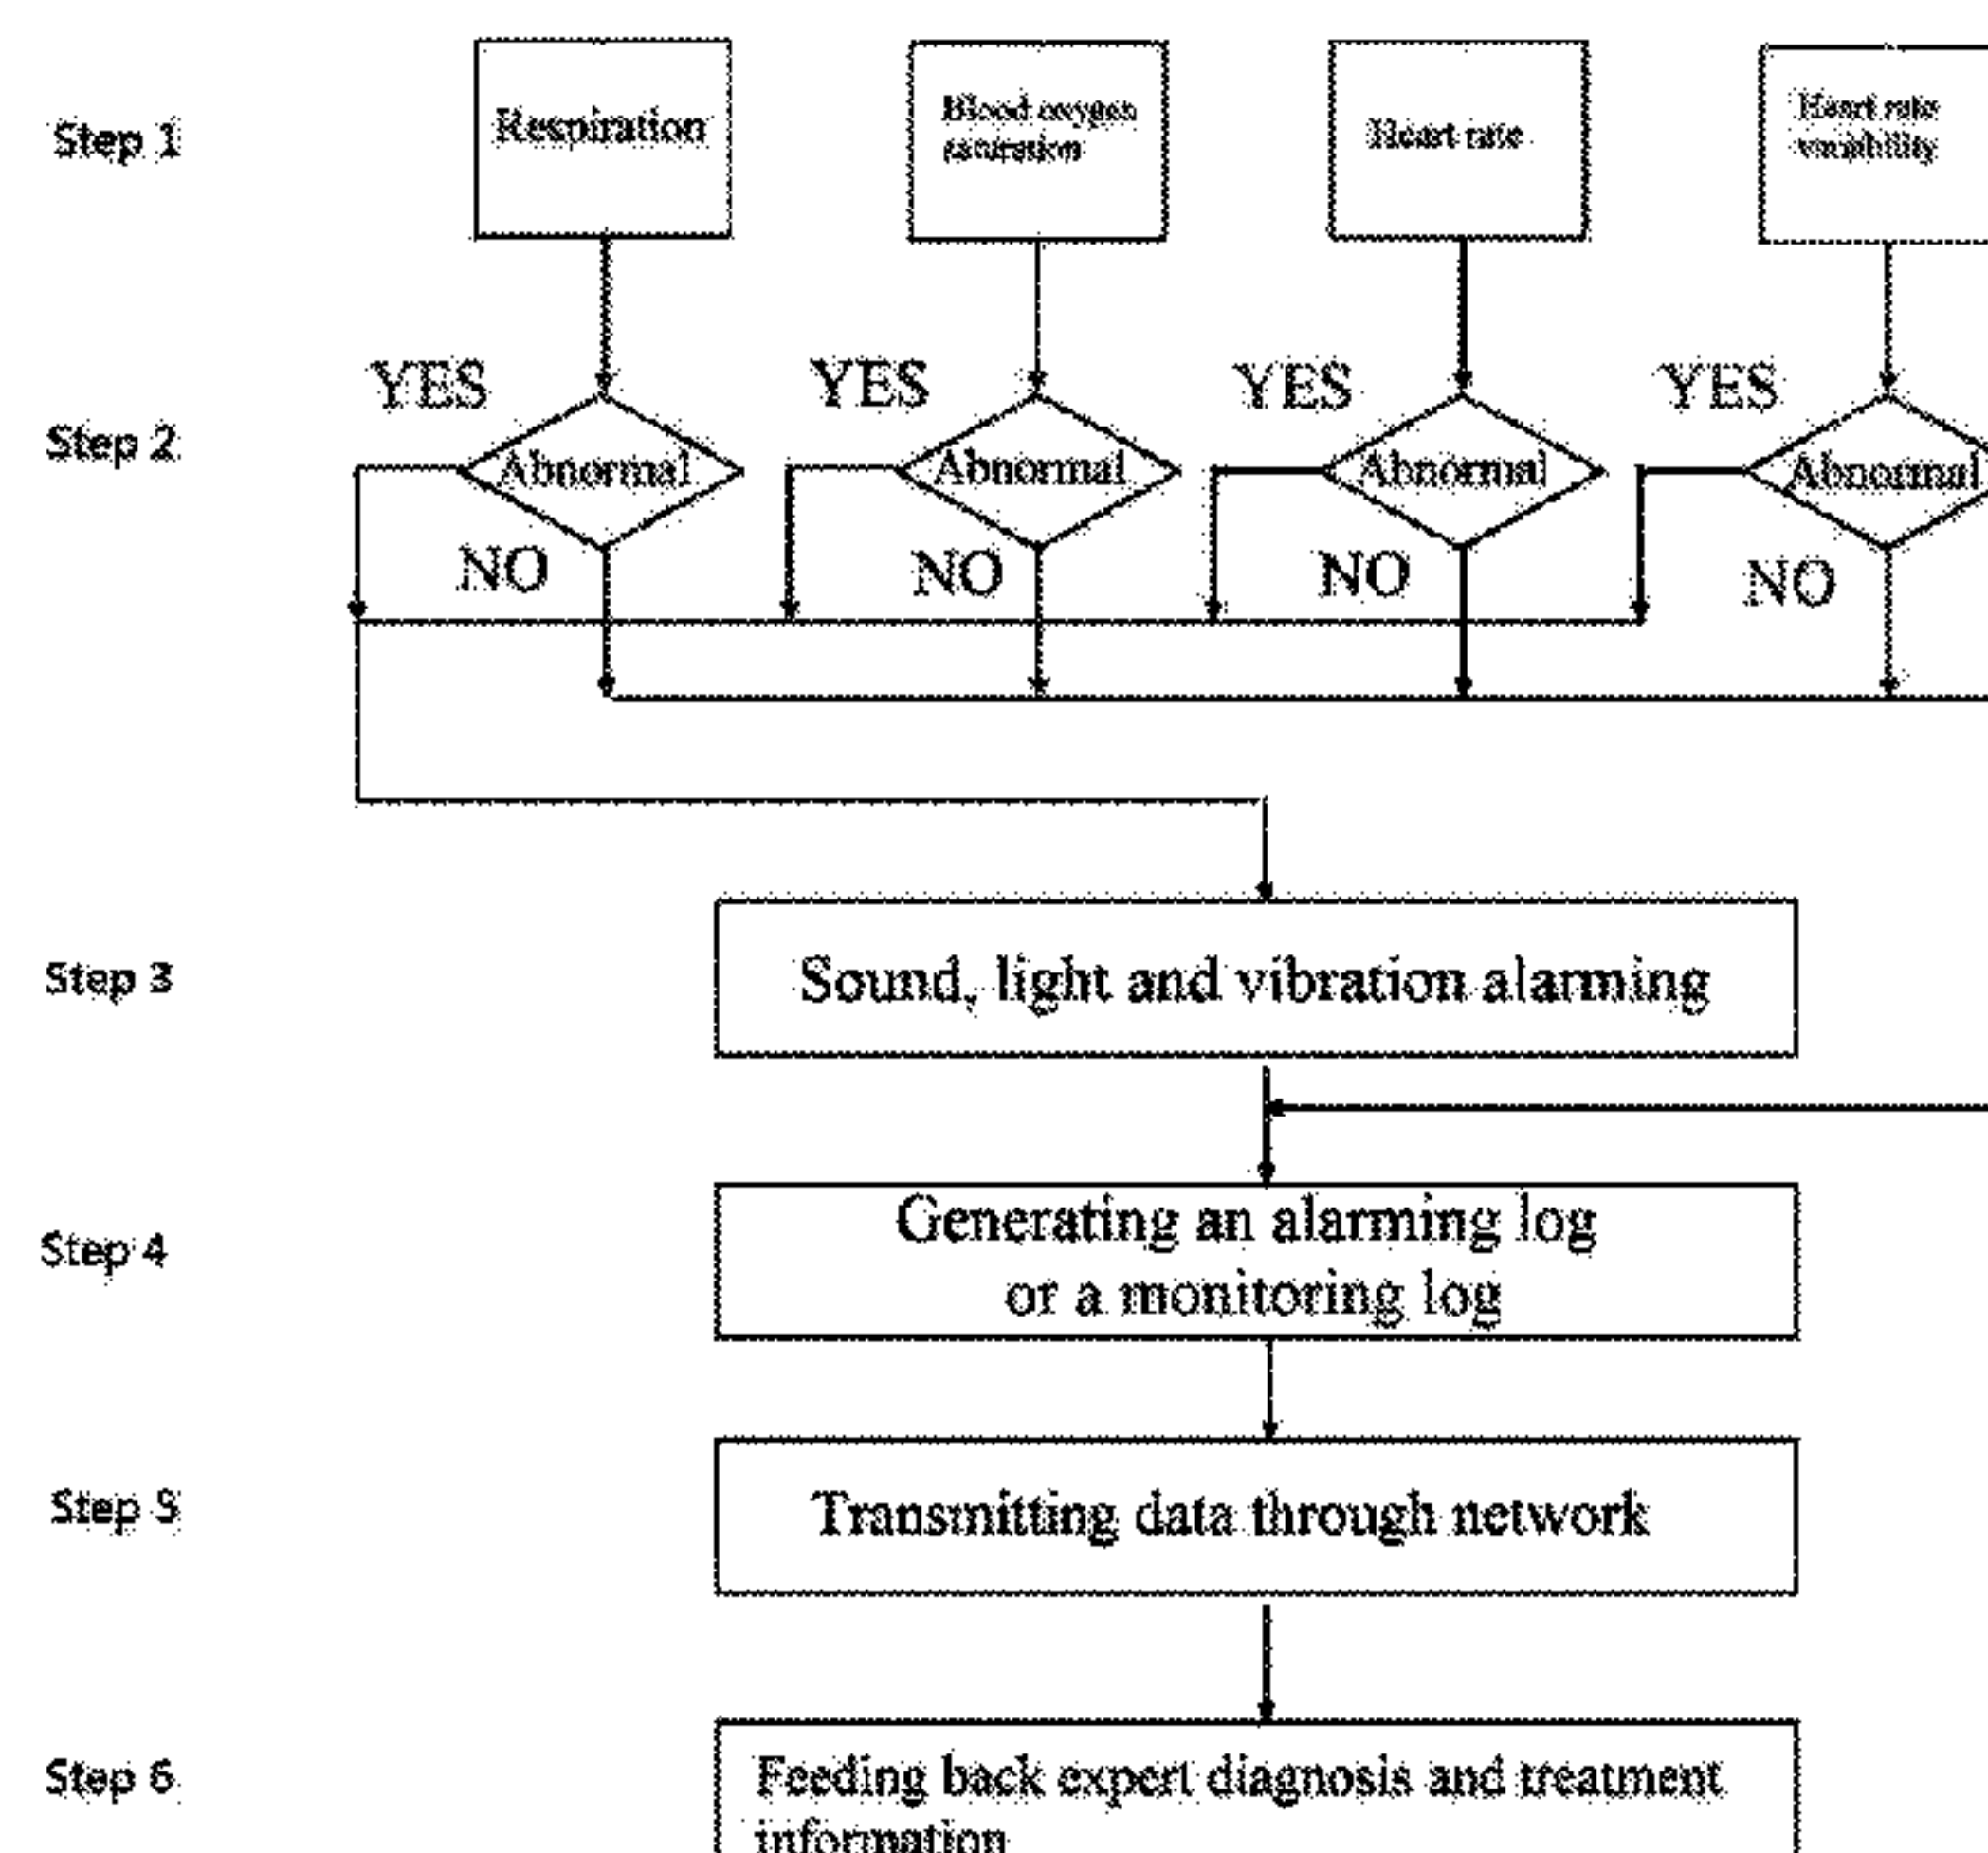 Step 1
Respiration
Blood oxygen
saturation
Heart rate
Heart rate
variability
YES
YES
YES
YES
Step 2
Abnormal
Abnormal
Abnormal
Abnormal
NO
NO
NO
NO
Step 3
Sound, light and vibration alarming
Step 4
Generating an alarming log
or a monitoring log
Step 5
Transmitting data through network
Step 6
Feeding back expert diagnosis and treatment
information